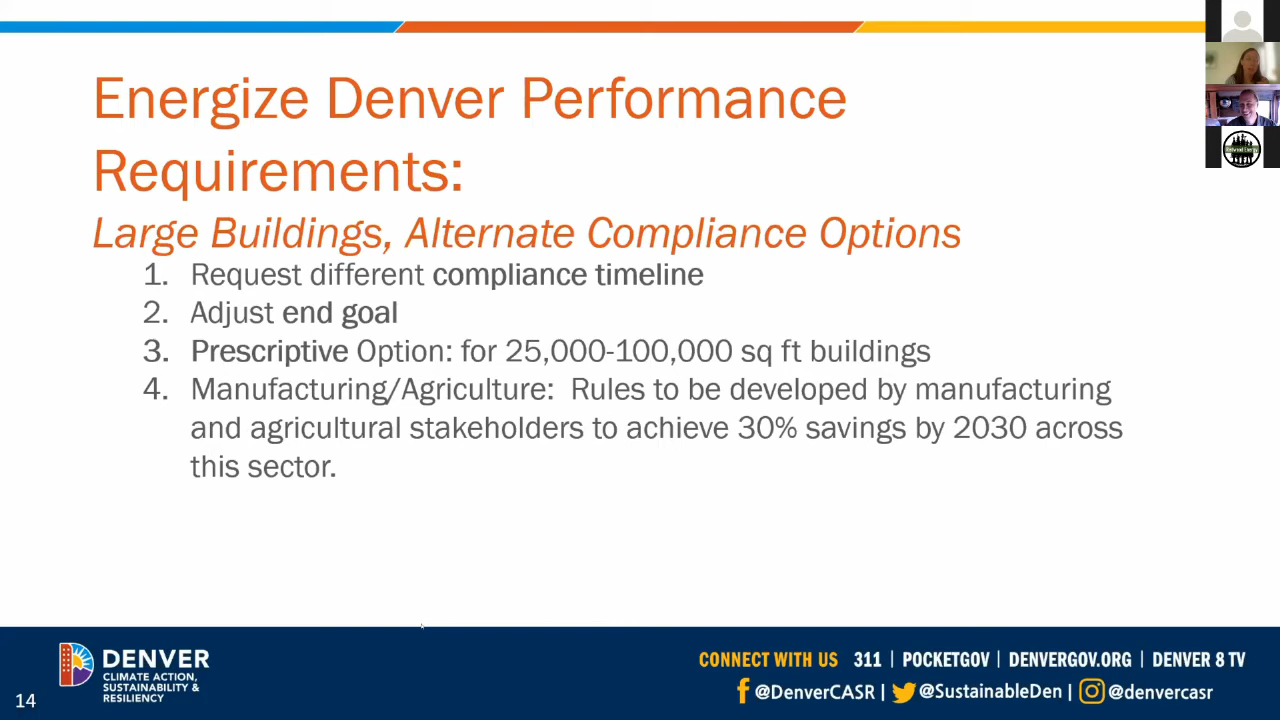 Energize Denver Performance
Requirements:
Large Buildings, Alternate Compliance Options
1. Request different compliance timeline
2. Adjust end goal
3. Prescriptive Option: for 25,000-100,000 sq ft buildings
4. Manufacturing/Agriculture: Rules to be developed by manufacturing
and agricultural stakeholders to achieve 30% savings by 2030 across
this sector.
Redwood Energy
DENVER
CLIMATE ACTION,
SUSTAINABILITY &
RESILIENCY
CONNECT WITH US 311 | POCKETGOV | DENVERGOV.ORG | DENVER 8 TV
@DenverCASR | @SustainableDen | @denvercasr
14